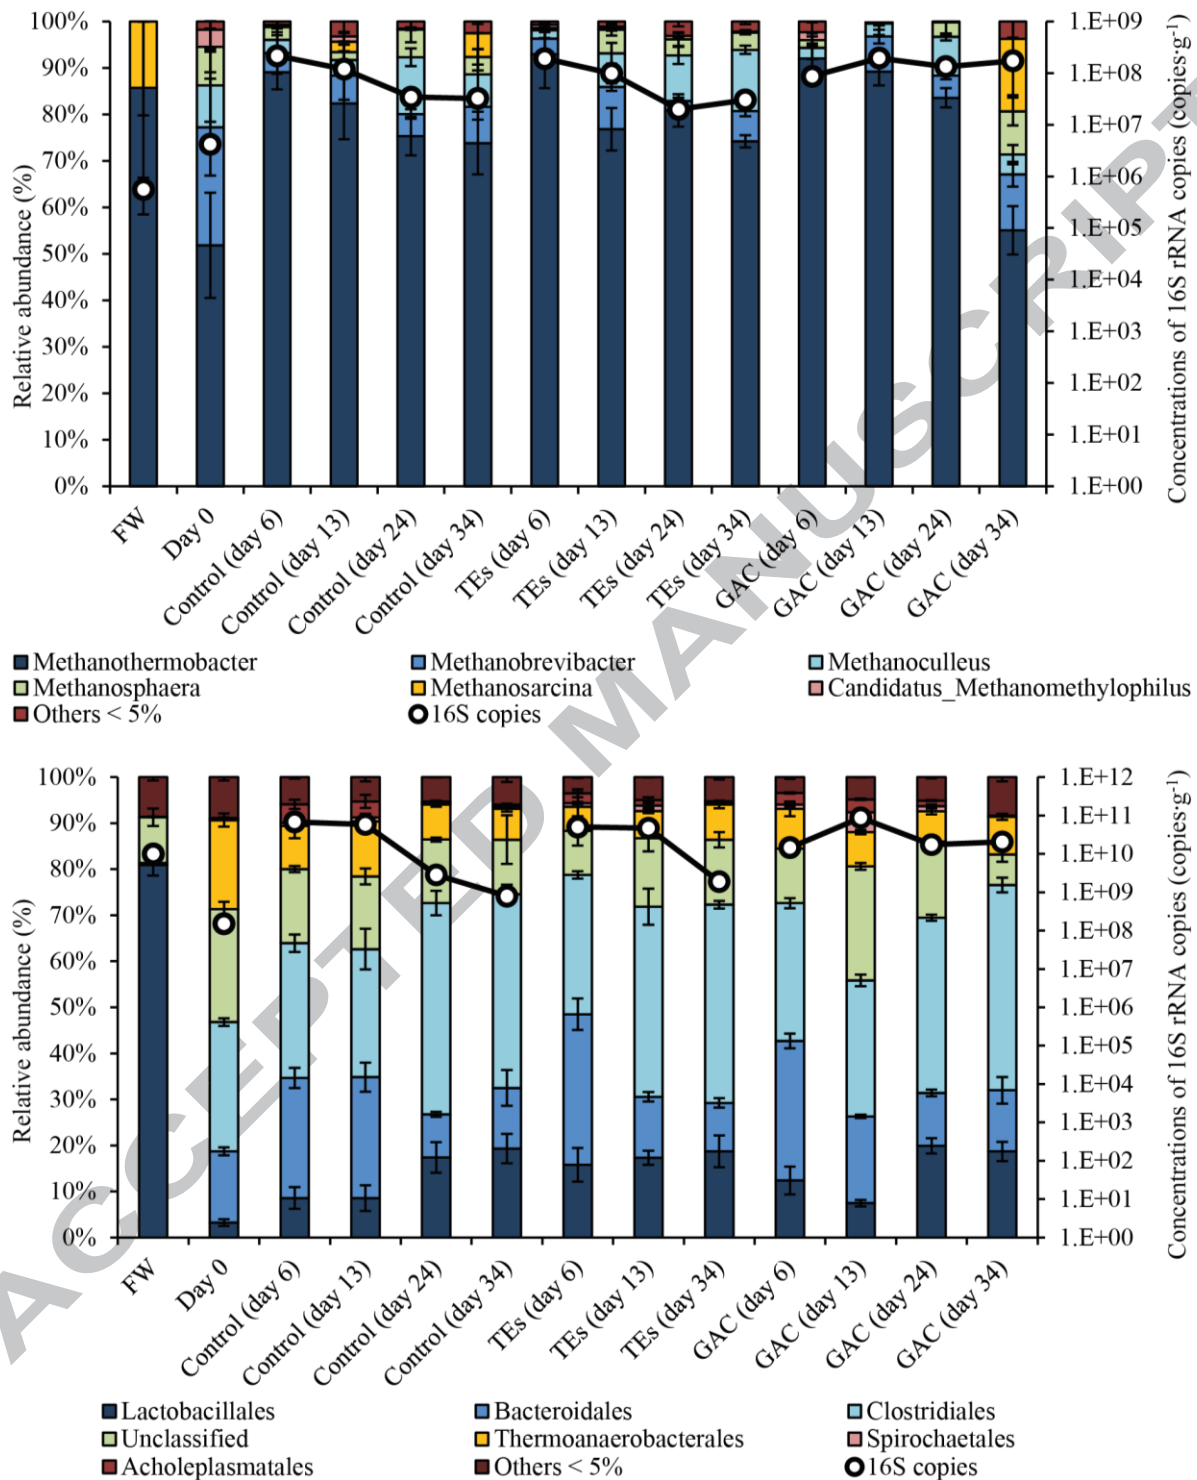 100%
90%
80%
70%
60%
50%
40%
30%
20%
10%
0%
Relative abundance (%)
1.E+09
1.E+08
1.E+07
1.E+06
1.E+05
1.E+04
1.E+03
1.E+02
1.E+01
1.E+00
Concentrations of 16S rRNA copies (copies·g⁻¹)
FW
Day 0
Control (day 6)
Control (day 13)
Control (day 24)
Control (day 34)
TEs (day 6)
TEs (day 13)
TEs (day 24)
TEs (day 34)
GAC (day 6)
GAC (day 13)
GAC (day 24)
GAC (day 34)
Methanothermobacter Methanobrevibacter Methanoculleus
Methanosphaera Methanosarcina Candidatus_Methanomethylophilus
Others < 5% 16S copies
100%
90%
80%
70%
60%
50%
40%
30%
20%
10%
0%
Relative abundance (%)
1.E+12
1.E+11
1.E+10
1.E+09
1.E+08
1.E+07
1.E+06
1.E+05
1.E+04
1.E+03
1.E+02
1.E+01
1.E+00
Concentrations of 16S rRNA copies (copies·g⁻¹)
FW
Day 0
Control (day 6)
Control (day 13)
Control (day 24)
Control (day 34)
TEs (day 6)
TEs (day 13)
TEs (day 34)
GAC (day 6)
GAC (day 13)
GAC (day 24)
GAC (day 34)
Lactobacillales Bacteroidales Clostridiales
Unclassified Thermoanaerobacterales Spirochaetales
Acholeplasmatales Others < 5% 16S copies
ACCEPTED MANUSCRIPT